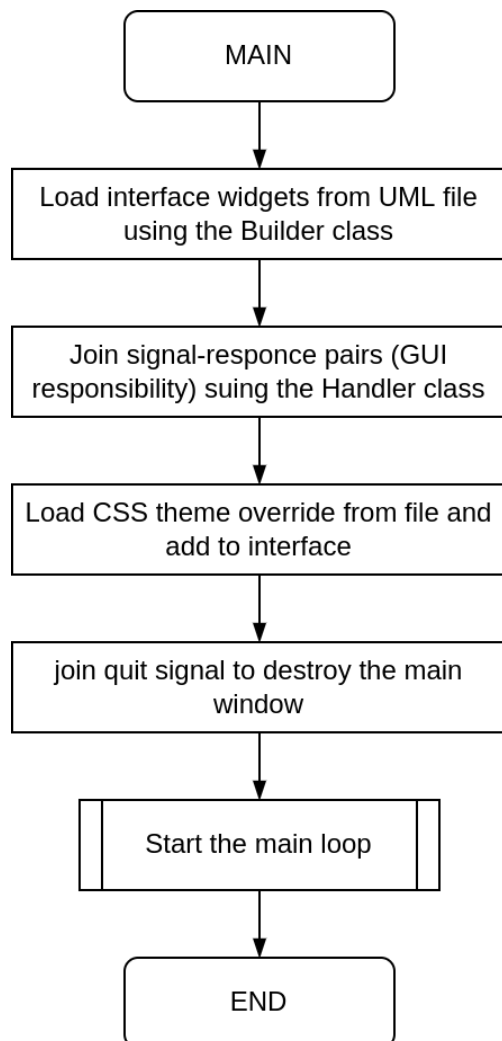 MAIN
Load interface widgets from UML file
using the Builder class
Join signal-responce pairs (GUI
responsibility) suing the Handler class
Load CSS theme override from file and
add to interface
join quit signal to destroy the main
window
Start the main loop
END